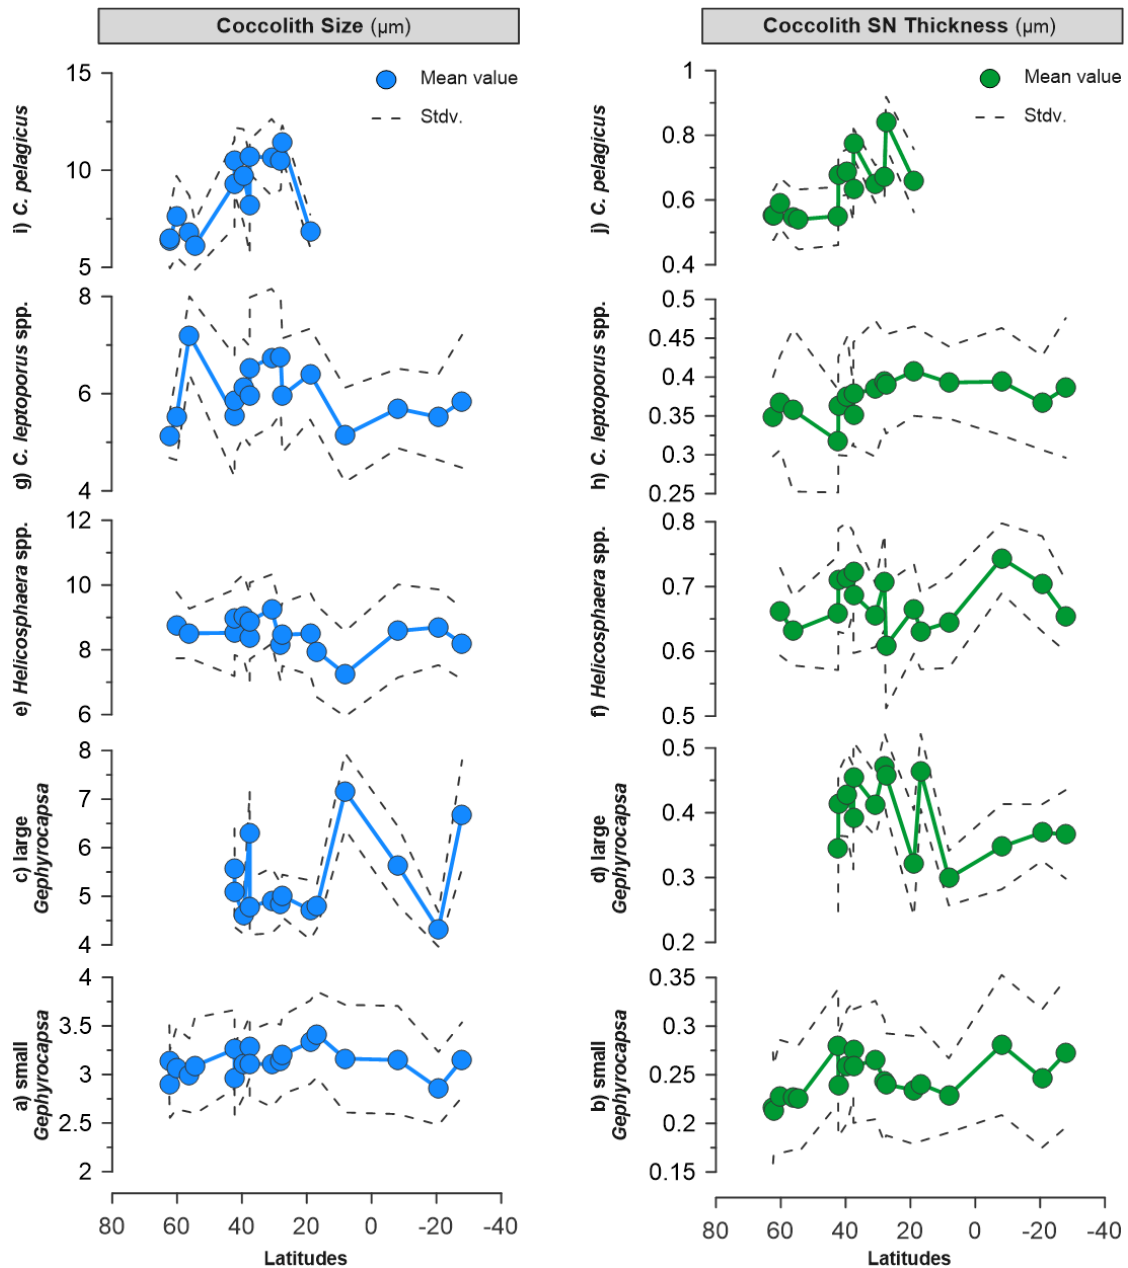 Coccolith Size (µm)
Mean value
Stdv.
i) C. pelagicus
15
10
5
g) C. leptoporus spp.
8
6
4
e) Helicosphaera spp.
12
10
8
6
c) large
Gephyrocapsa
8
7
6
5
4
a) small
Gephyrocapsa
4
3.5
3
2.5
2
80 60 40 20 0 -20 -40
Latitudes
Coccolith SN Thickness (µm)
Mean value
Stdv.
j) C. pelagicus
1
0.8
0.6
0.4
h) C. leptoporus spp.
0.5
0.45
0.4
0.35
0.3
0.25
f) Helicosphaera spp.
0.8
0.7
0.6
0.5
d) large
Gephyrocapsa
0.5
0.4
0.3
0.2
b) small
Gephyrocapsa
0.35
0.3
0.25
0.2
0.15
80 60 40 20 0 -20 -40
Latitudes